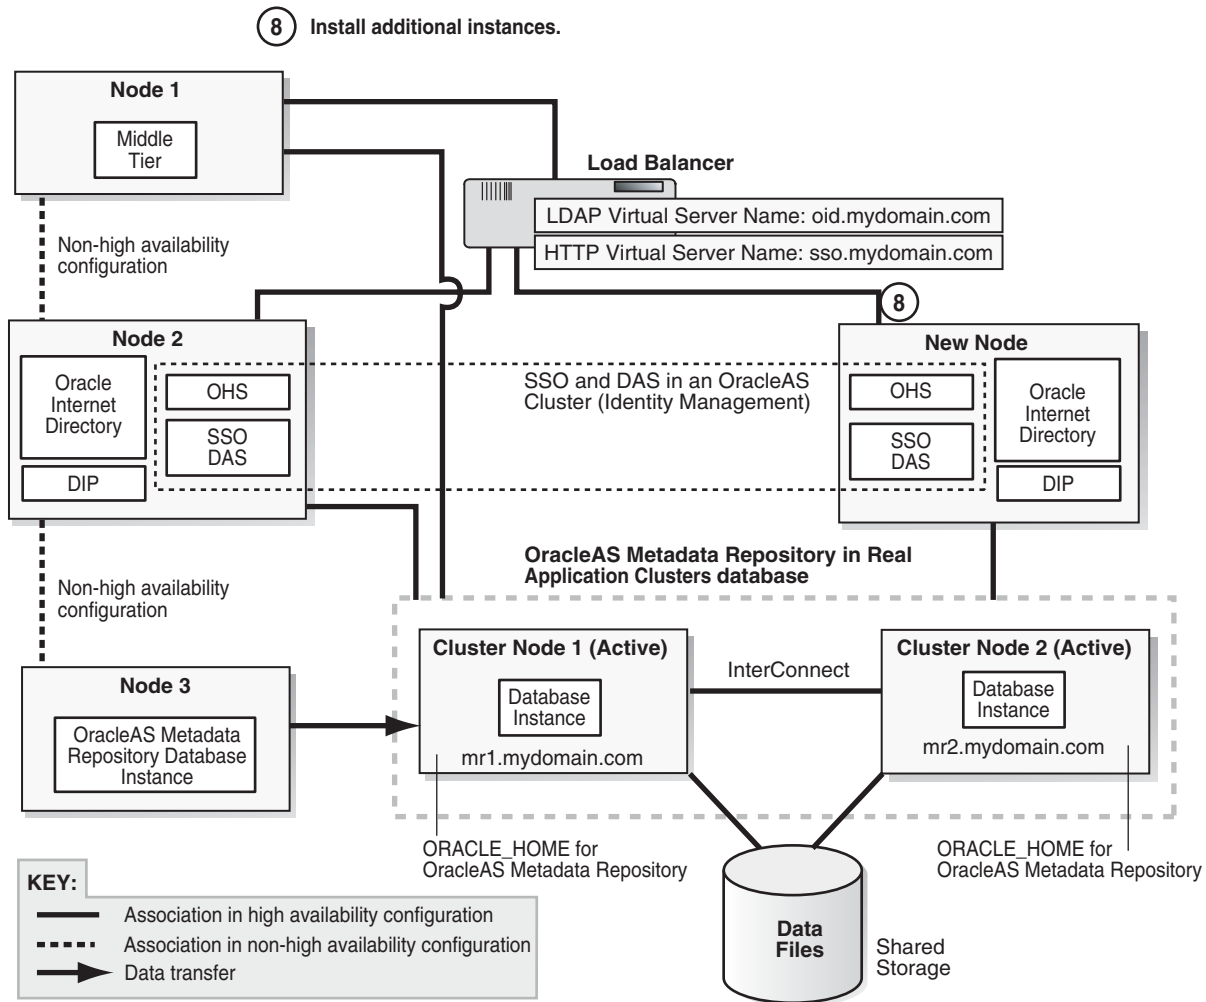 8 Install additional instances.
Node 1
Middle
Tier
Load Balancer
LDAP Virtual Server Name: oid.mydomain.com
HTTP Virtual Server Name: sso.mydomain.com
Non-high availability
configuration
8
Node 2
Oracle
Internet
Directory
OHS
SSO
DAS
DIP
SSO and DAS in an OracleAS
Cluster (Identity Management)
New Node
OHS
SSO
DAS
Oracle
Internet
Directory
DIP
Non-high availability
configuration
OracleAS Metadata Repository in Real
Application Clusters database
Node 3
OracleAS Metadata
Repository Database
Instance
Cluster Node 1 (Active)
Database
Instance
mr1.mydomain.com
InterConnect
Cluster Node 2 (Active)
Database
Instance
mr2.mydomain.com
ORACLE_HOME for
OracleAS Metadata Repository
ORACLE_HOME for
OracleAS Metadata Repository
Data
Files
Shared
Storage
KEY:
Association in high availability configuration
Association in non-high availability configuration
Data transfer